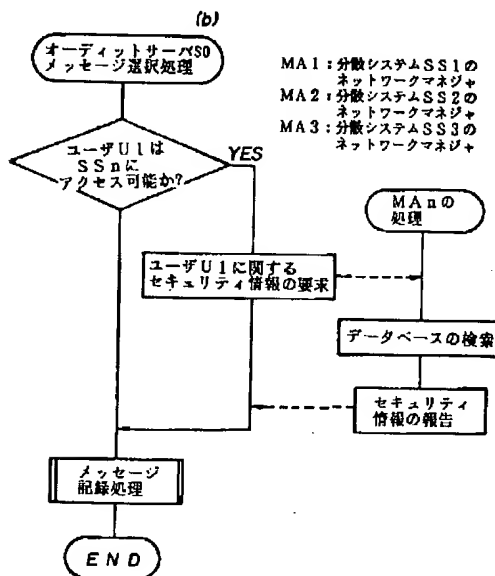 (b)
オーディットサーバS0
メッセージ選択処理
MA1:分散システムSS1の
ネットワークマネジャ
MA2:分散システムSS2の
ネットワークマネジャ
MA3:分散システムSS3の
ネットワークマネジャ
ユーザU1は
SSnに
アクセス可能か?
YES
MAnの
処理
ユーザU1に関する
セキュリティ情報の要求
データベースの検索
セキュリティ
情報の報告
メッセージ
記録処理
END